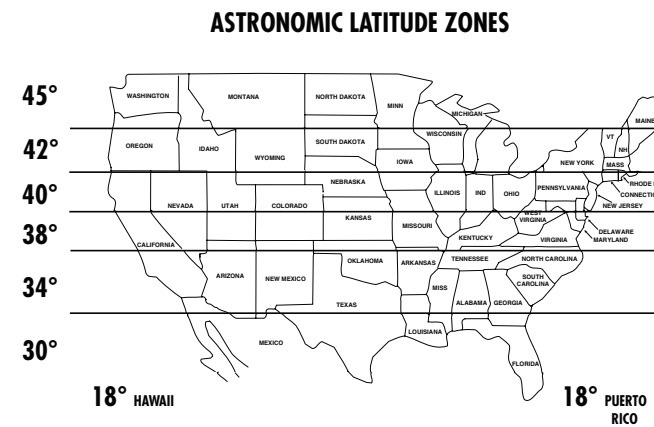 ASTRONOMIC LATITUDE ZONES
45°
WASHINGTON
MONTANA
NORTH DAKOTA
MINN
MICHIGAN
MAINE
42°
OREGON
IDAHO
WYOMING
SOUTH DAKOTA
WISCONSIN
IOWA
NEW YORK
VT
NH
MASS
40°
NEVADA
UTAH
COLORADO
NEBRASKA
ILLINOIS
IND
OHIO
PENNSYLVANIA
RHODE
CONNECTIC
NEW JERSEY
38°
CALIFORNIA
KANSAS
MISSOURI
KENTUCKY
WEST
VIRGINIA
VIRGINIA
DELAWARE
MARYLAND
34°
ARIZONA
NEW MEXICO
OKLAHOMA
TEXAS
ARKANSAS
TENNESSEE
NORTH CAROLINA
SOUTH
CAROLINA
MISS
ALABAMA
GEORGIA
30°
MEXICO
LOUISIANA
FLORIDA
18° HAWAII
18° PUERTO
RICO